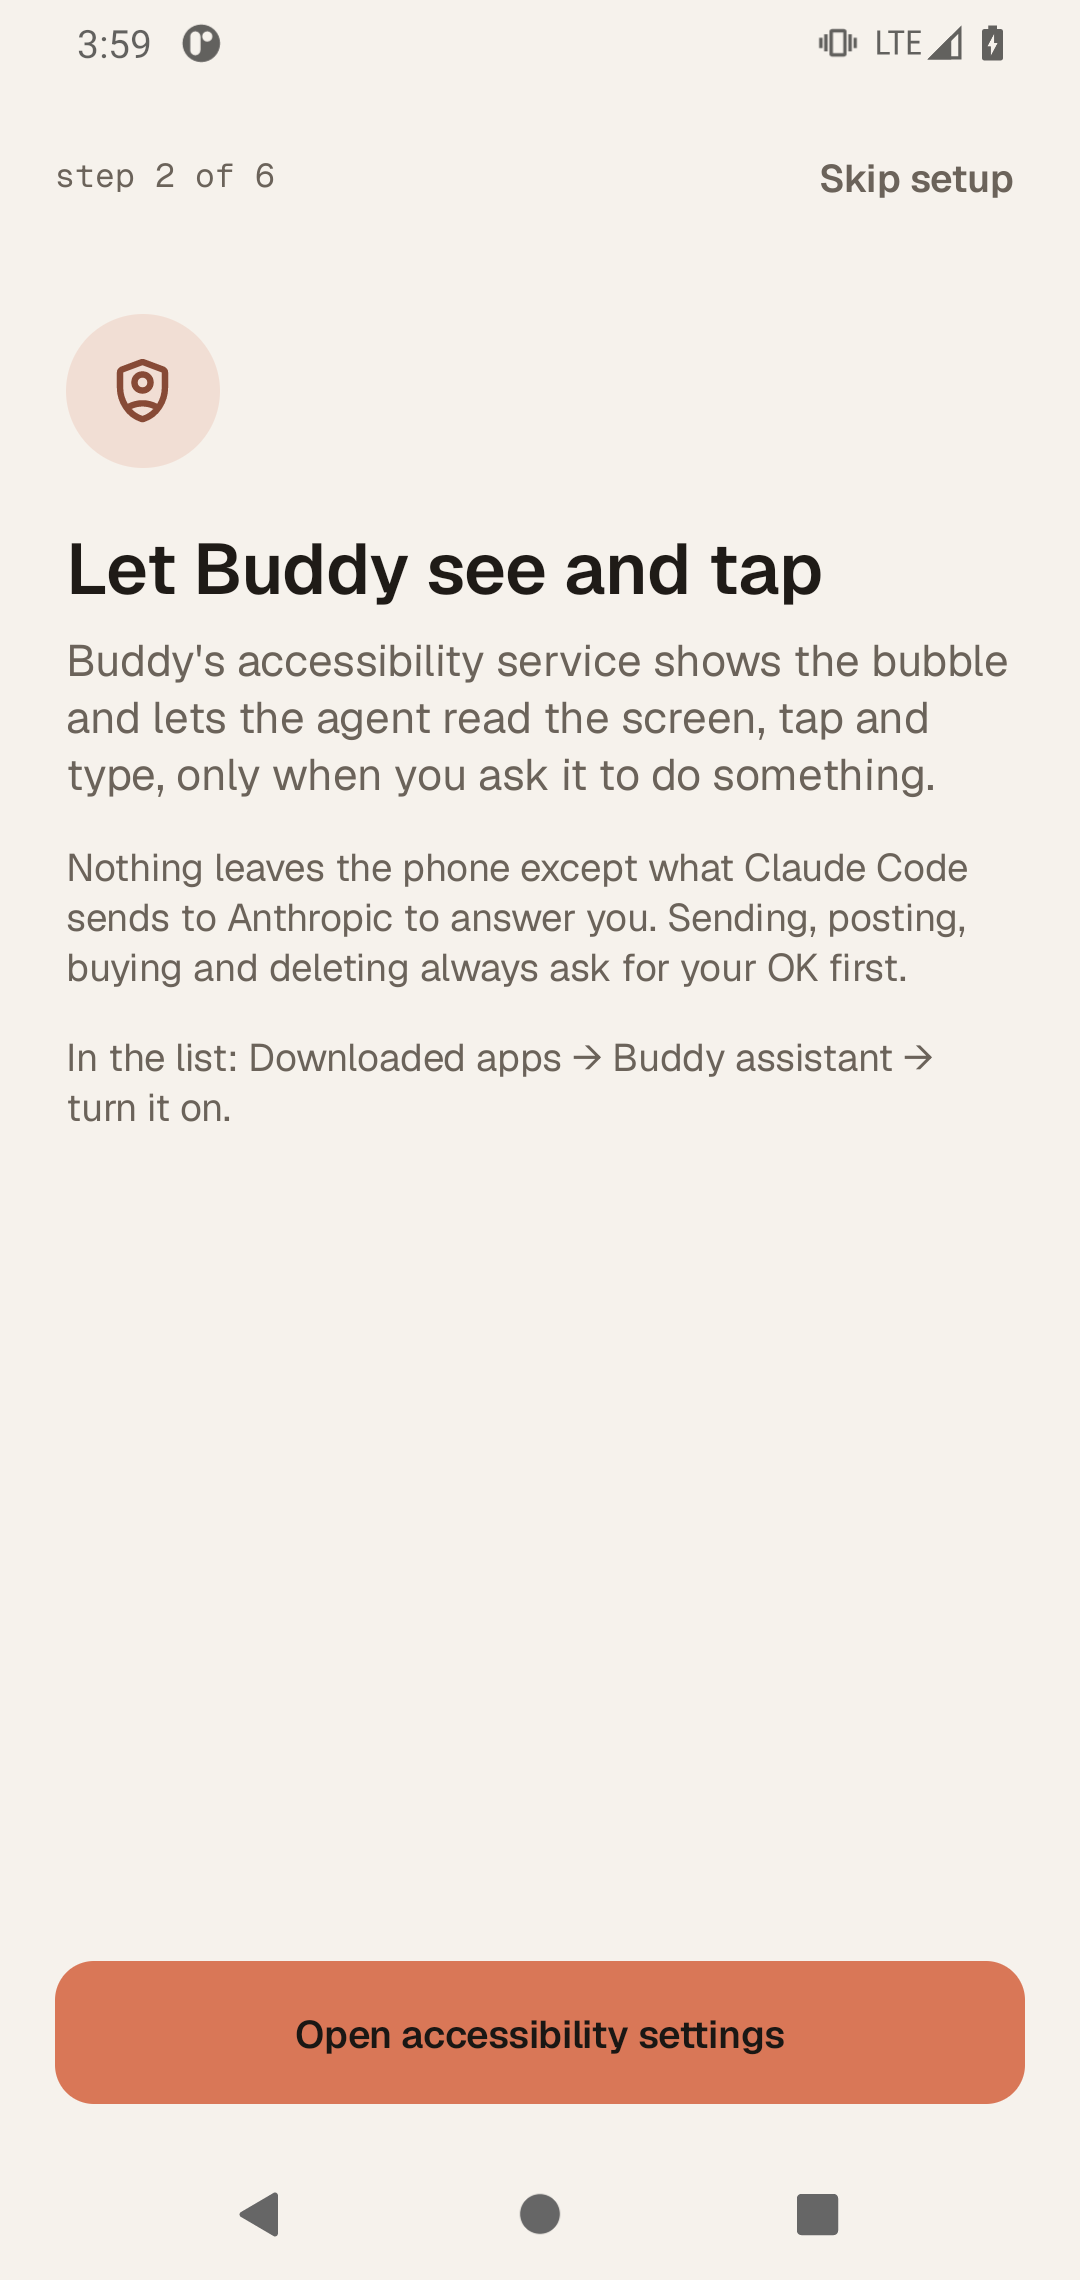 3:59
LTE
step 2 of 6
Skip setup
Let Buddy see and tap
Buddy's accessibility service shows the bubble
and lets the agent read the screen, tap and
type, only when you ask it to do something.
Nothing leaves the phone except what Claude Code
sends to Anthropic to answer you. Sending, posting,
buying and deleting always ask for your OK first.
In the list: Downloaded apps → Buddy assistant →
turn it on.
Open accessibility settings